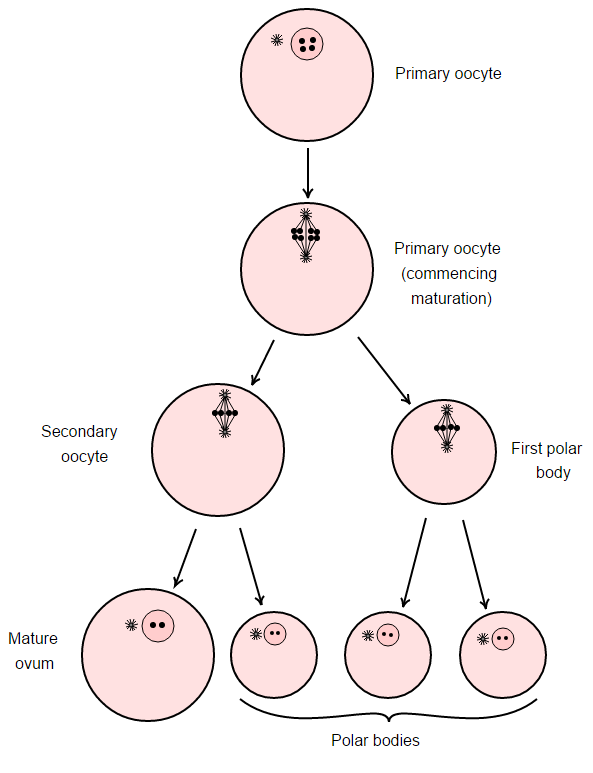 Primary oocyte
Primary oocyte
(commencing
maturation)
Secondary
oocyte
First polar
body
Mature
ovum
Polar bodies